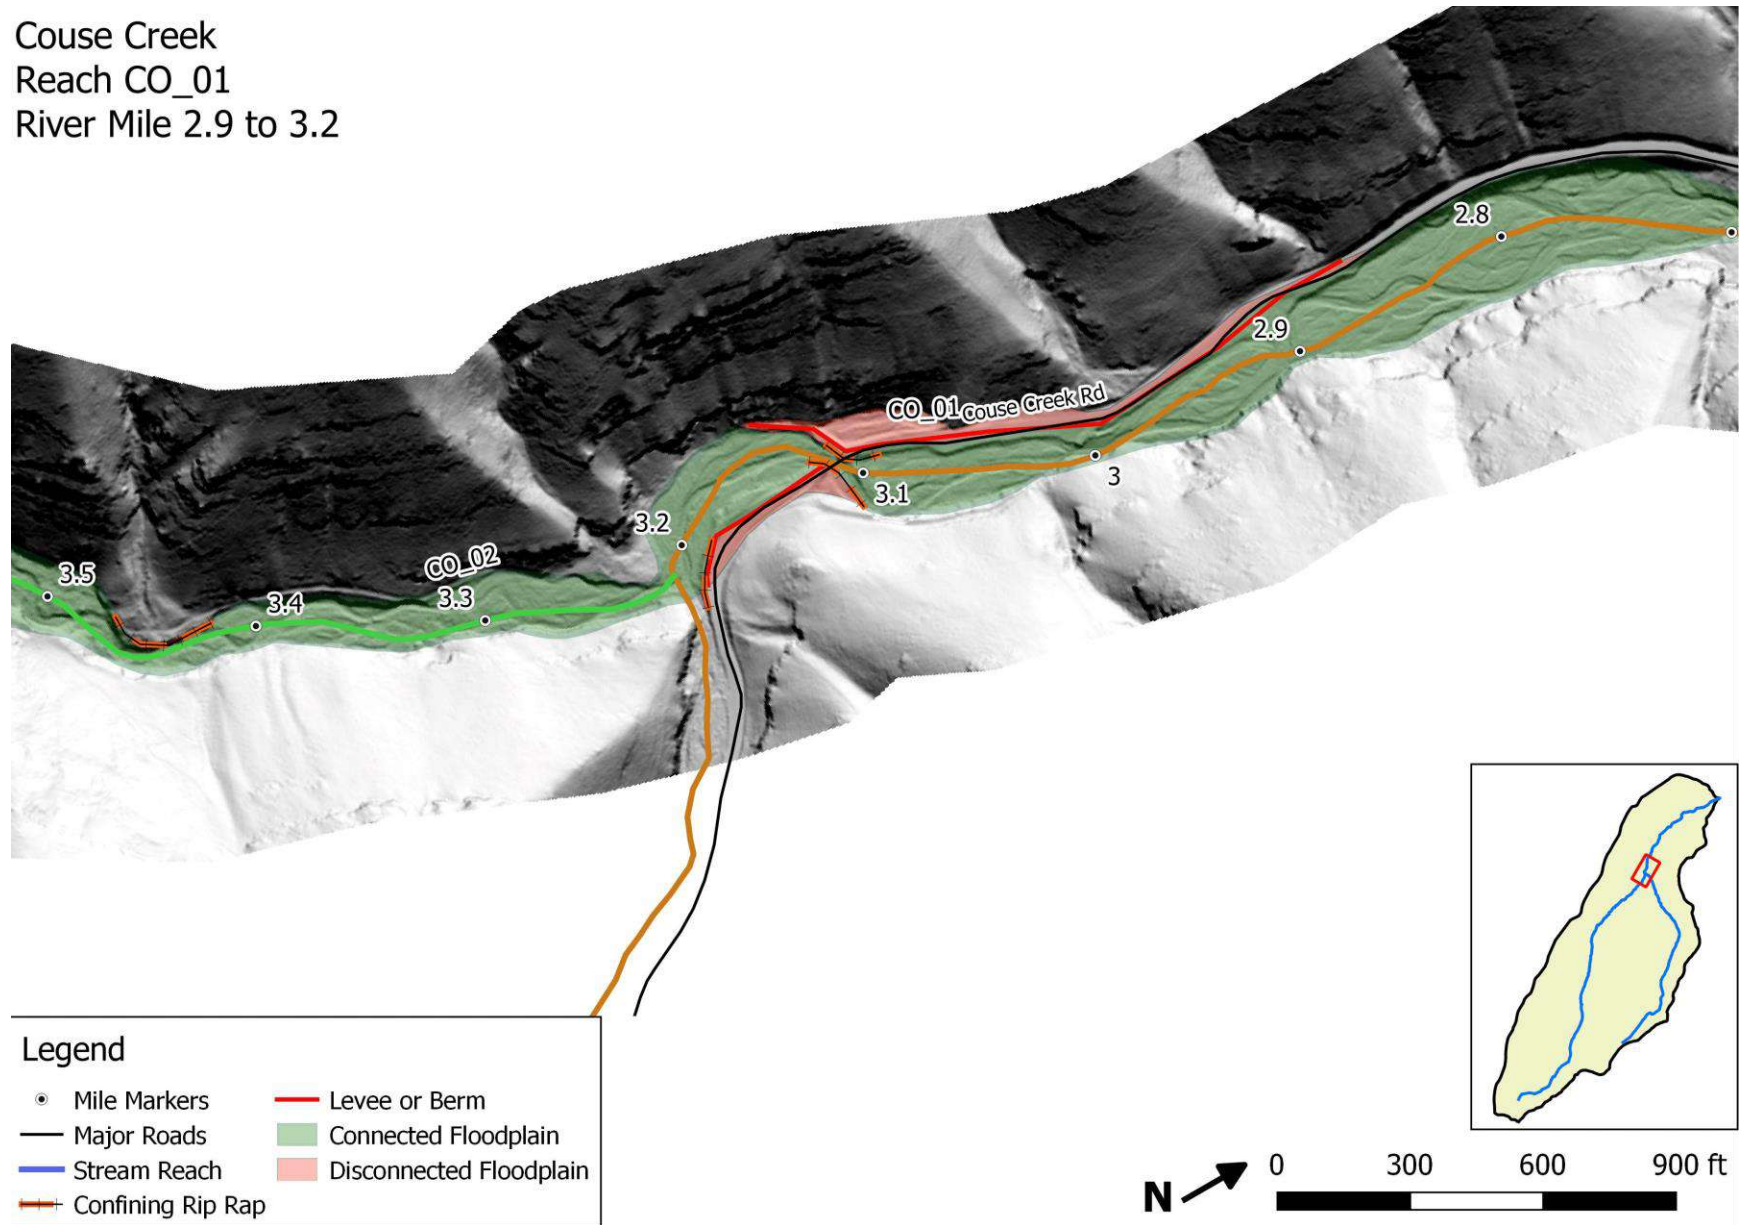 Couse Creek
Reach CO_01
River Mile 2.9 to 3.2
2.8
2.9
CO_01
Couse Creek Rd
3
3.1
3.2
CO_02
3.3
3.4
3.5
Legend
Mile Markers
Major Roads
Stream Reach
Confining Rip Rap
Levee or Berm
Connected Floodplain
Disconnected Floodplain
N
0 300 600 900 ft